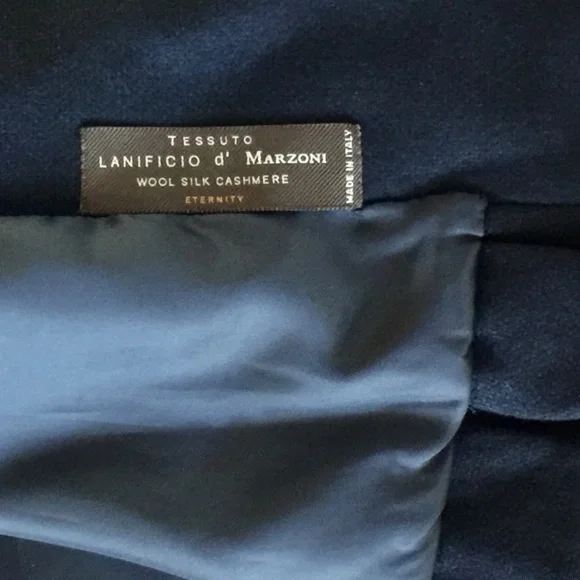 TESSUTO
LANIFICIO d' MARZONI
WOOL SILK CASHMERE
ETERNITY
MADE IN ITALY